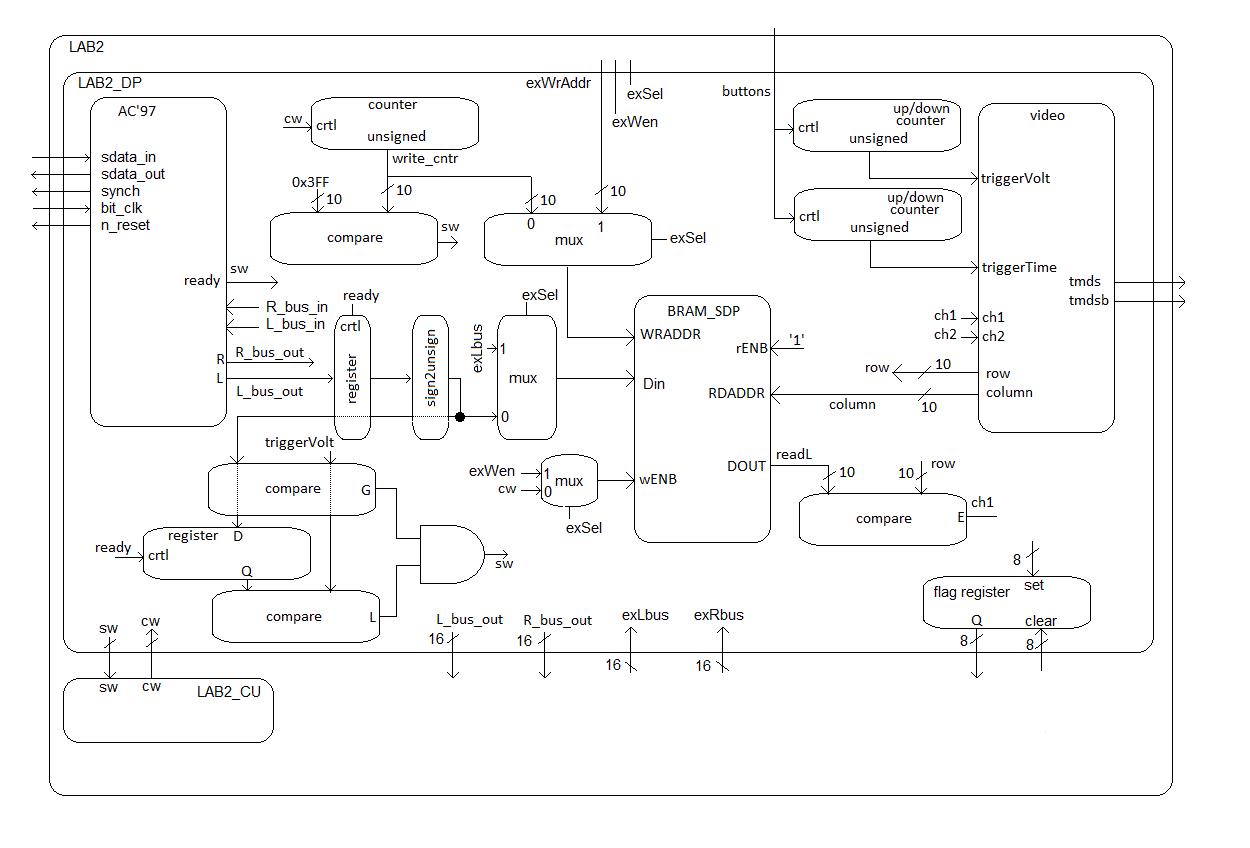 LAB2
LAB2_DP
AC'97
sdata_in
sdata_out
synch
bit_clk
n_reset
ready
sw
R_bus_in
L_bus_in
R
R_bus_out
L
L_bus_out
counter
cw
crtl
unsigned
write_cntr
0x3FF
10
10
compare
sw
exWrAddr
exSel
exWen
10
10
0
1
mux
exSel
buttons
up/down
counter
crtl
unsigned
up/down
counter
crtl
unsigned
video
triggerVolt
triggerTime
tmds
tmdsb
ch1
ch1
ch2
ch2
row
10
row
column
column
10
ready
crtl
register
sign2unsign
exSel
exLbus
1
mux
0
BRAM_SDP
WRADDR
rENB
'1'
Din
RDADDR
DOUT
readL
wENB
exWen
1
mux
cw
0
exSel
10
10
row
compare
E
ch1
triggerVolt
compare
G
register
D
ready
crtl
Q
compare
L
sw
8
set
flag register
Q
clear
8
8
L_bus_out
16
R_bus_out
16
exLbus
16
exRbus
16
sw
cw
sw
cw
LAB2_CU